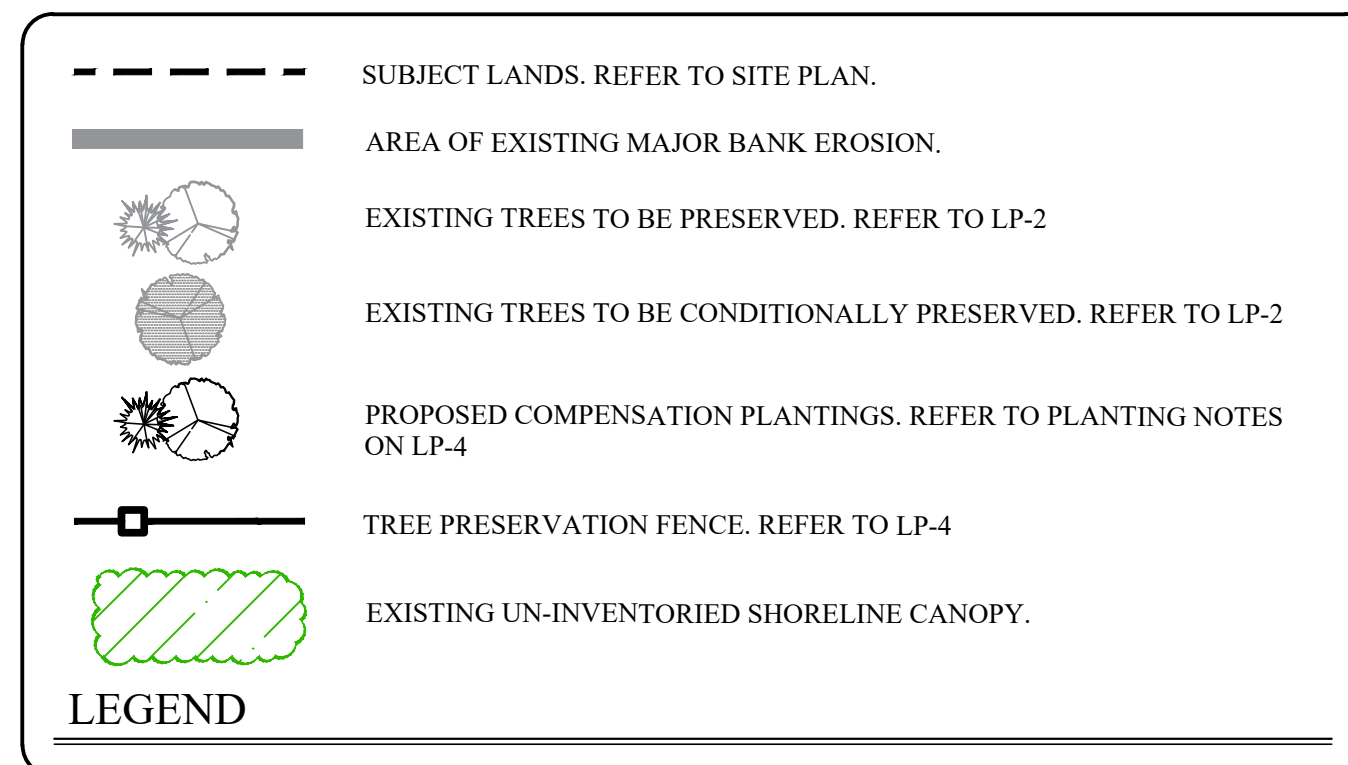 SUBJECT LANDS. REFER TO SITE PLAN.
AREA OF EXISTING MAJOR BANK EROSION.
EXISTING TREES TO BE PRESERVED. REFER TO LP-2
EXISTING TREES TO BE CONDITIONALLY PRESERVED. REFER TO LP-2
PROPOSED COMPENSATION PLANTINGS. REFER TO PLANTING NOTES
ON LP-4
TREE PRESERVATION FENCE. REFER TO LP-4
EXISTING UN-INVENTORIED SHORELINE CANOPY.
LEGEND